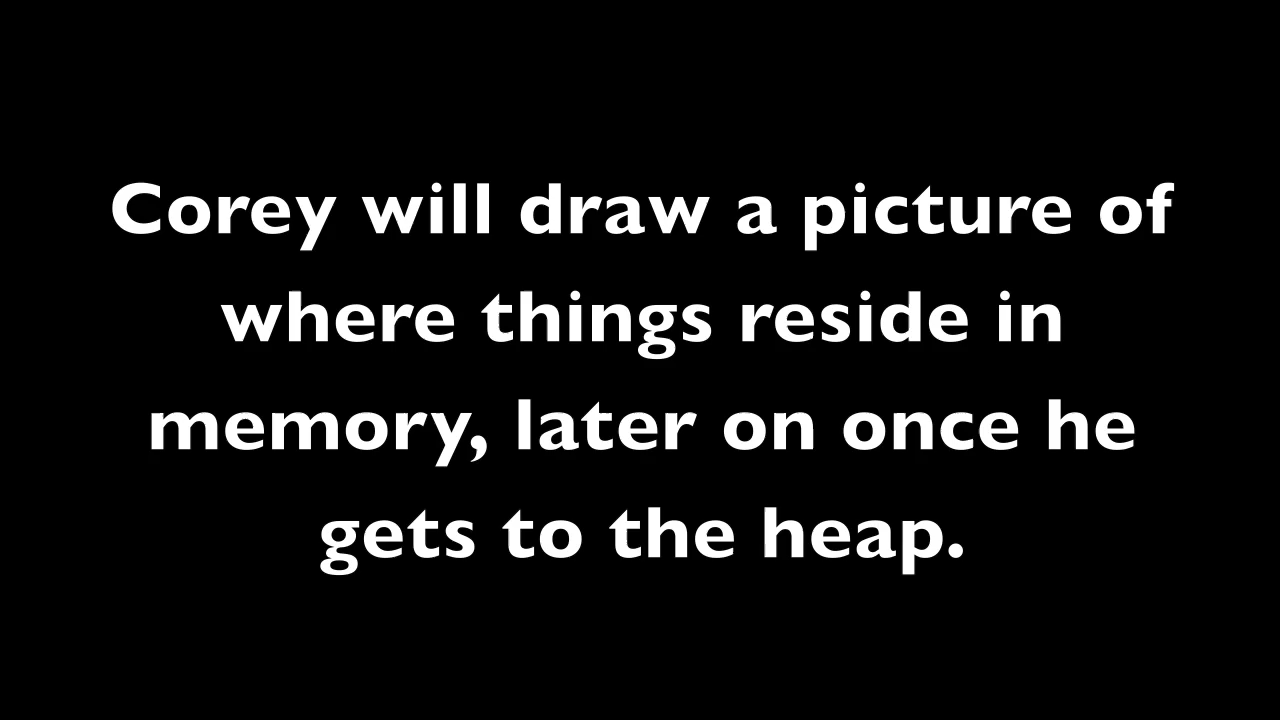 Corey will draw a picture of
where things reside in
memory, later on once he
gets to the heap.